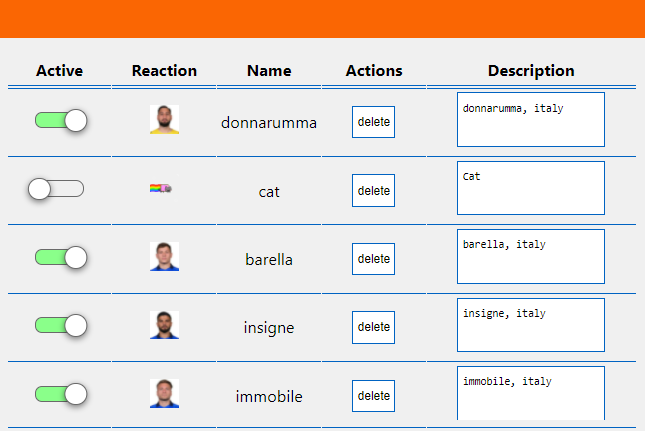 Active Reaction Name Actions Description
donnarumma delete donnarumma, italy
cat delete Cat
barella delete barella, italy
insigne delete insigne, italy
immobile delete immobile, italy